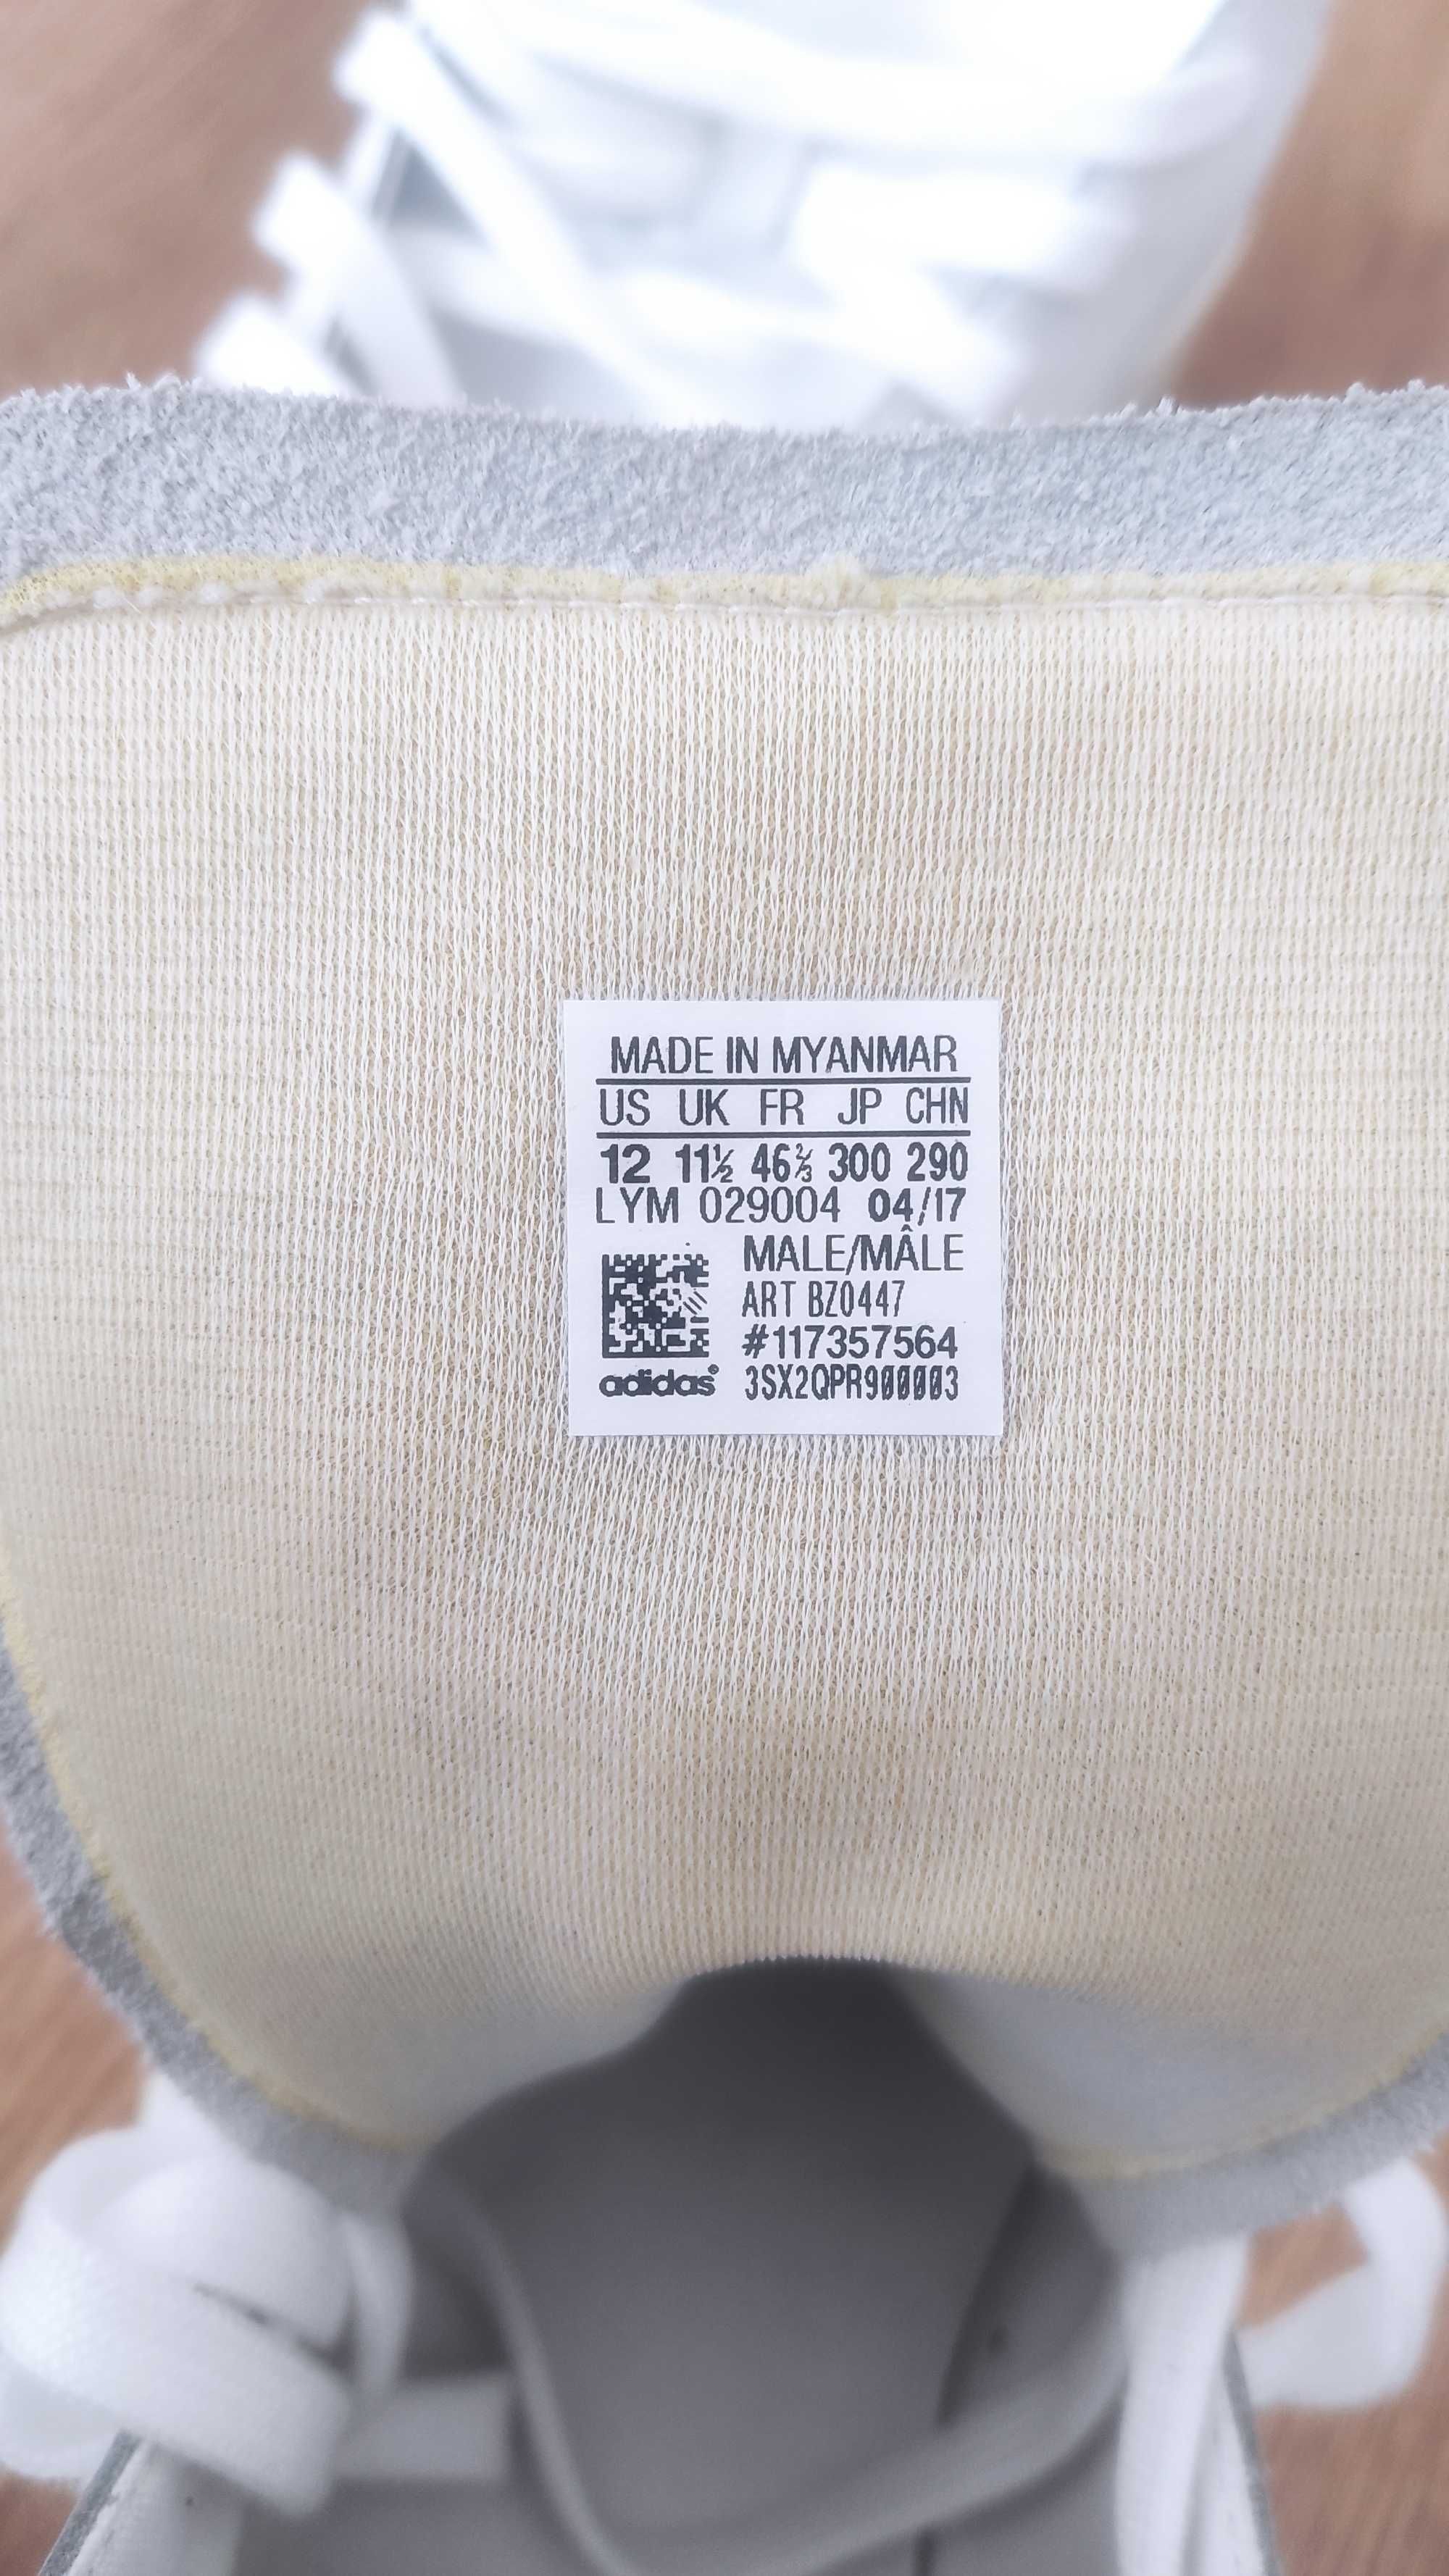 MADE IN MYANMAR
US UK FR JP CHN
12 11½ 46⅔ 300 290
LYM 029004 04/17
MALE/MÂLE
ART BZ0447
#117357564
adidas® 3SX2QPR900003